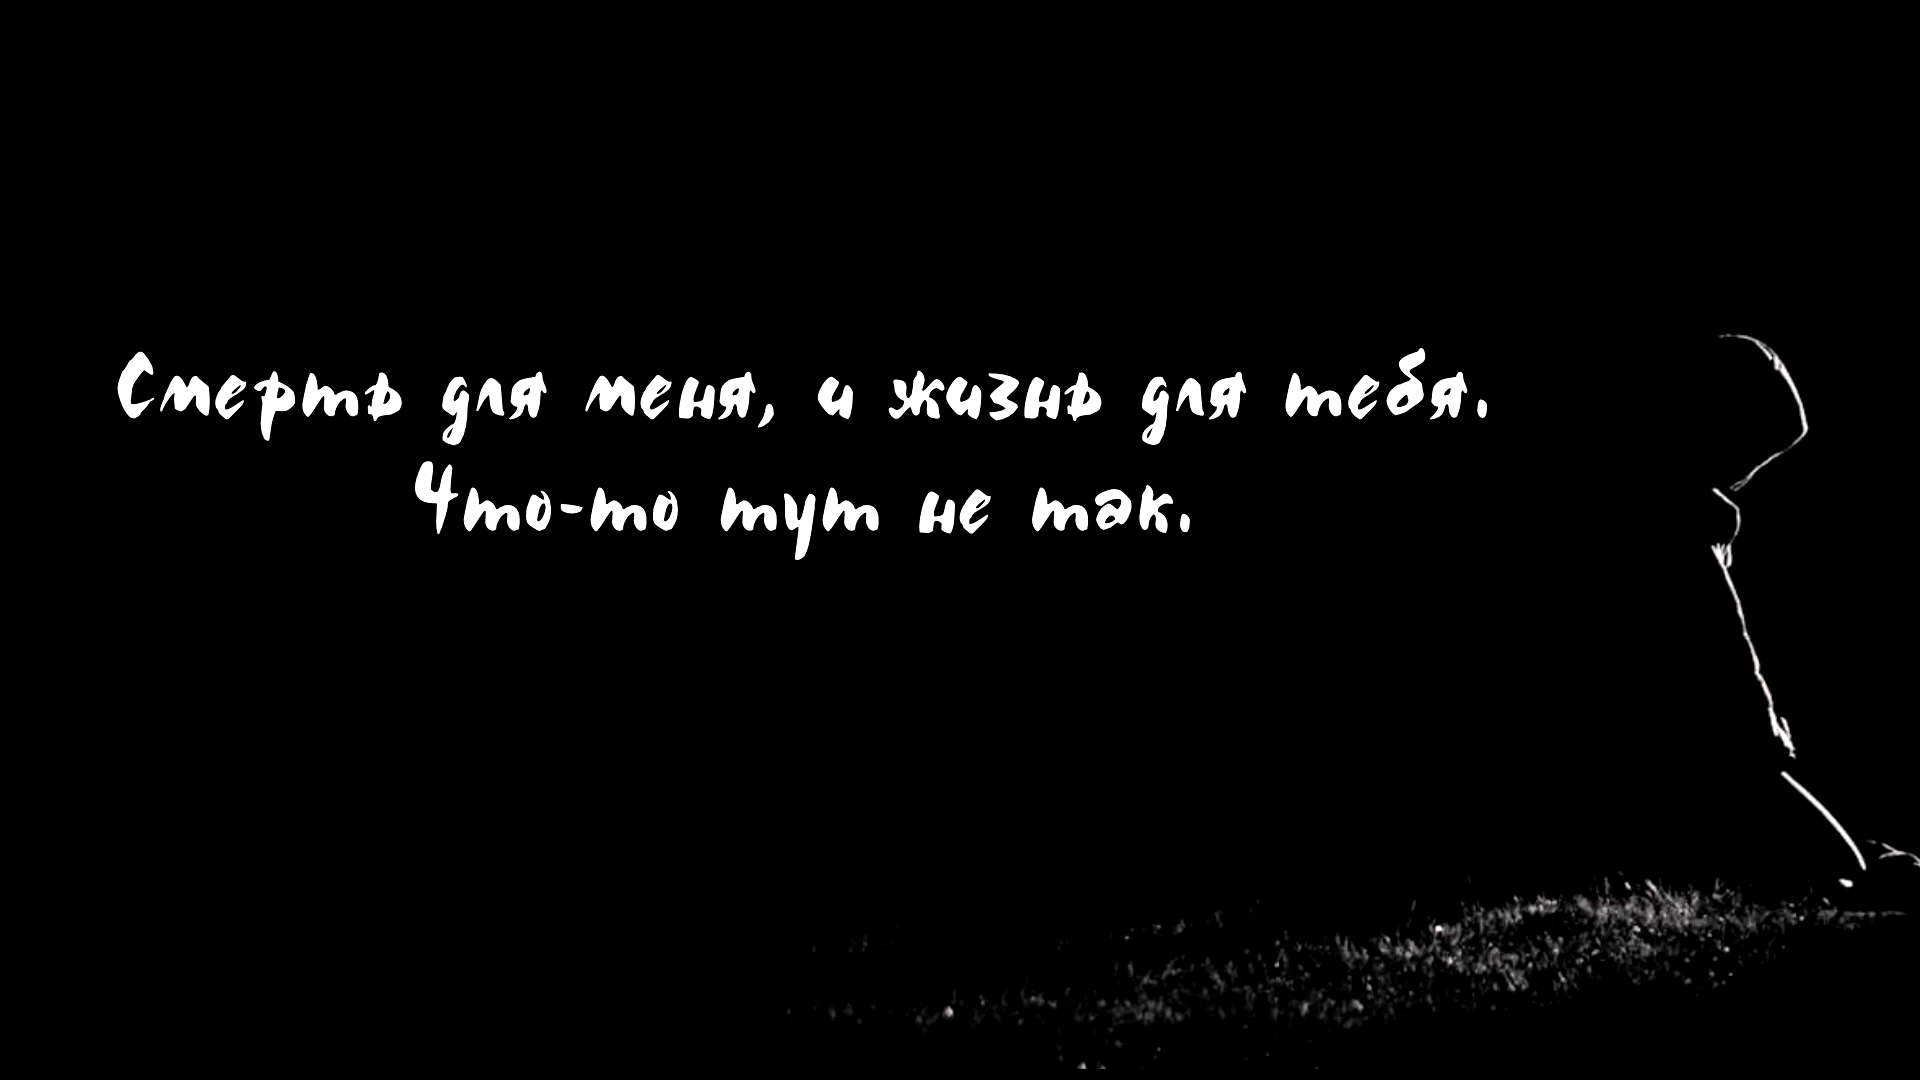 Смерть для меня, и жизнь для тебя.
Что-то тут не так.